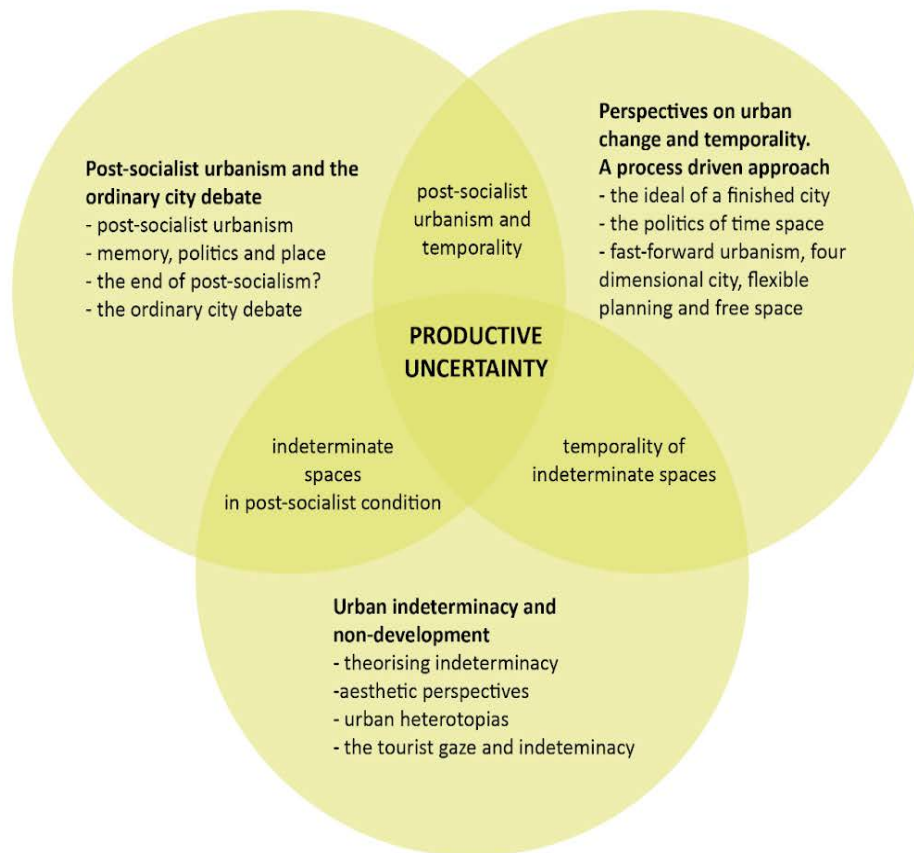 Post-socialist urbanism and the
ordinary city debate
- post-socialist urbanism
- memory, politics and place
- the end of post-socialism?
- the ordinary city debate
post-socialist
urbanism and
temporality
Perspectives on urban
change and temporality.
A process driven approach
- the ideal of a finished city
- the politics of time space
- fast-forward urbanism, four
dimensional city, flexible
planning and free space
PRODUCTIVE
UNCERTAINTY
indeterminate
spaces
in post-socialist condition
temporality of
indeterminate spaces
Urban indeterminacy and
non-development
- theorising indeterminacy
-aesthetic perspectives
- urban heterotopias
- the tourist gaze and indeteminacy